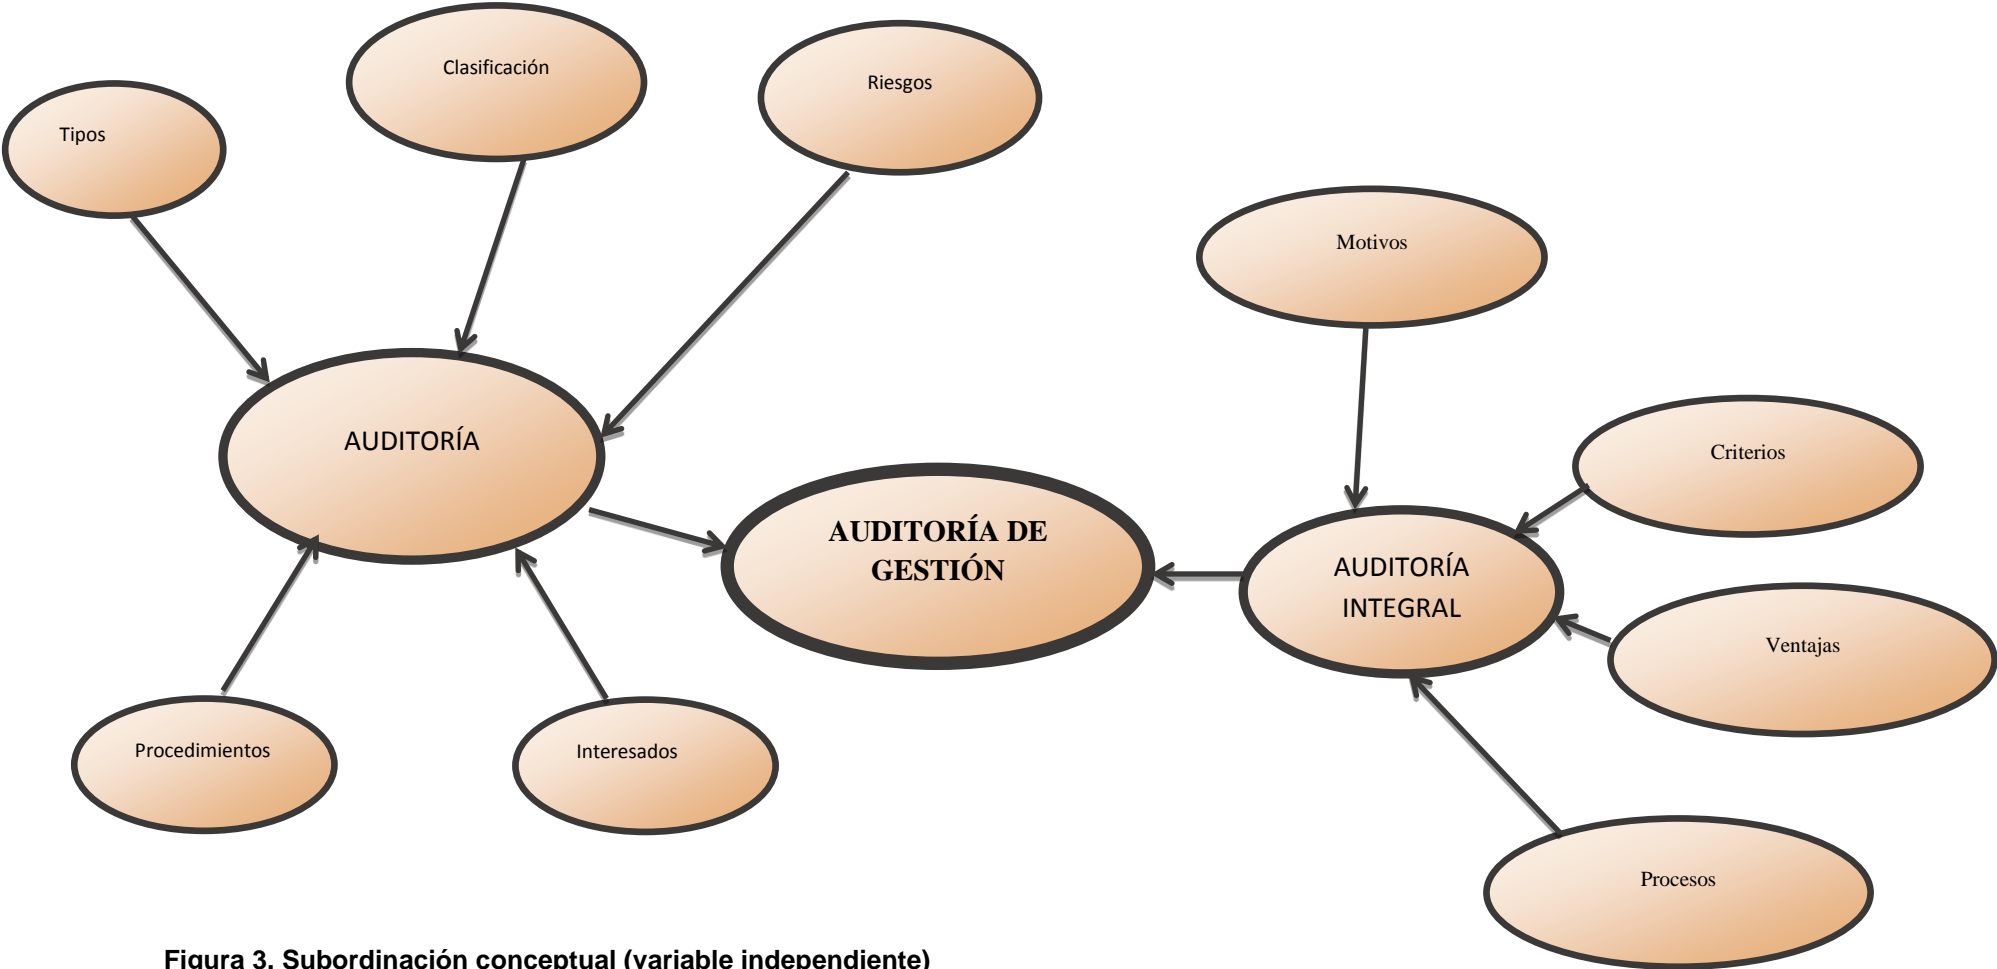 Clasificación
Riesgos
Tipos
Motivos
AUDITORÍA
Criterios
AUDITORÍA DE
GESTIÓN
AUDITORÍA
INTEGRAL
Ventajas
Procedimientos
Interesados
Procesos
Figura 3. Subordinación conceptual (variable independiente)